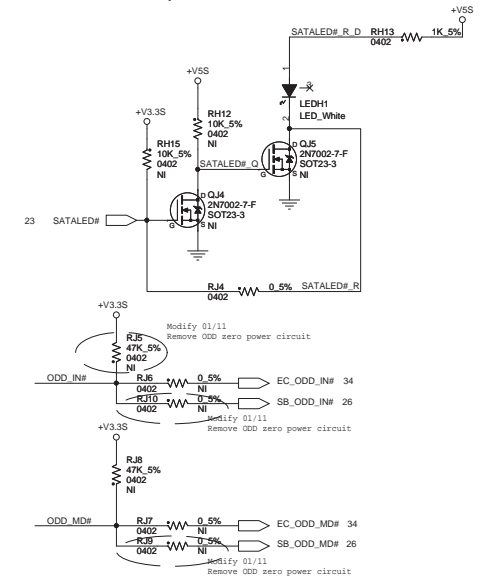 +V5S
SATALED#_R_D RH13 1K_5%
0402
1
+V5S
3
LEDH1
LED_White
+V3.3S
RH12
10K_5%
0402
NI
2
RH15
10K_5%
0402
NI
SATALED#_Q
D QJ5
2N7002-7-F
SOT23-3
G S NI
D QJ4
2N7002-7-F
SOT23-3
G S NI
23 SATALED#
RJ4 0_5% SATALED#_R
0402
+V3.3S
Modify 01/11
Remove ODD zero power circuit
RJ5
47K_5%
0402
NI
ODD_IN# RJ6 0_5% EC_ODD_IN# 34
0402 NI
RJ10 0_5% SB_ODD_IN# 26
0402 NI
Modify 01/11
Remove ODD zero power circuit
+V3.3S
RJ8
47K_5%
0402
NI
ODD_MD# RJ7 0_5% EC_ODD_MD# 34
0402 NI
RJ9 0_5% SB_ODD_MD# 26
0402 NI
Modify 01/11
Remove ODD zero power circuit